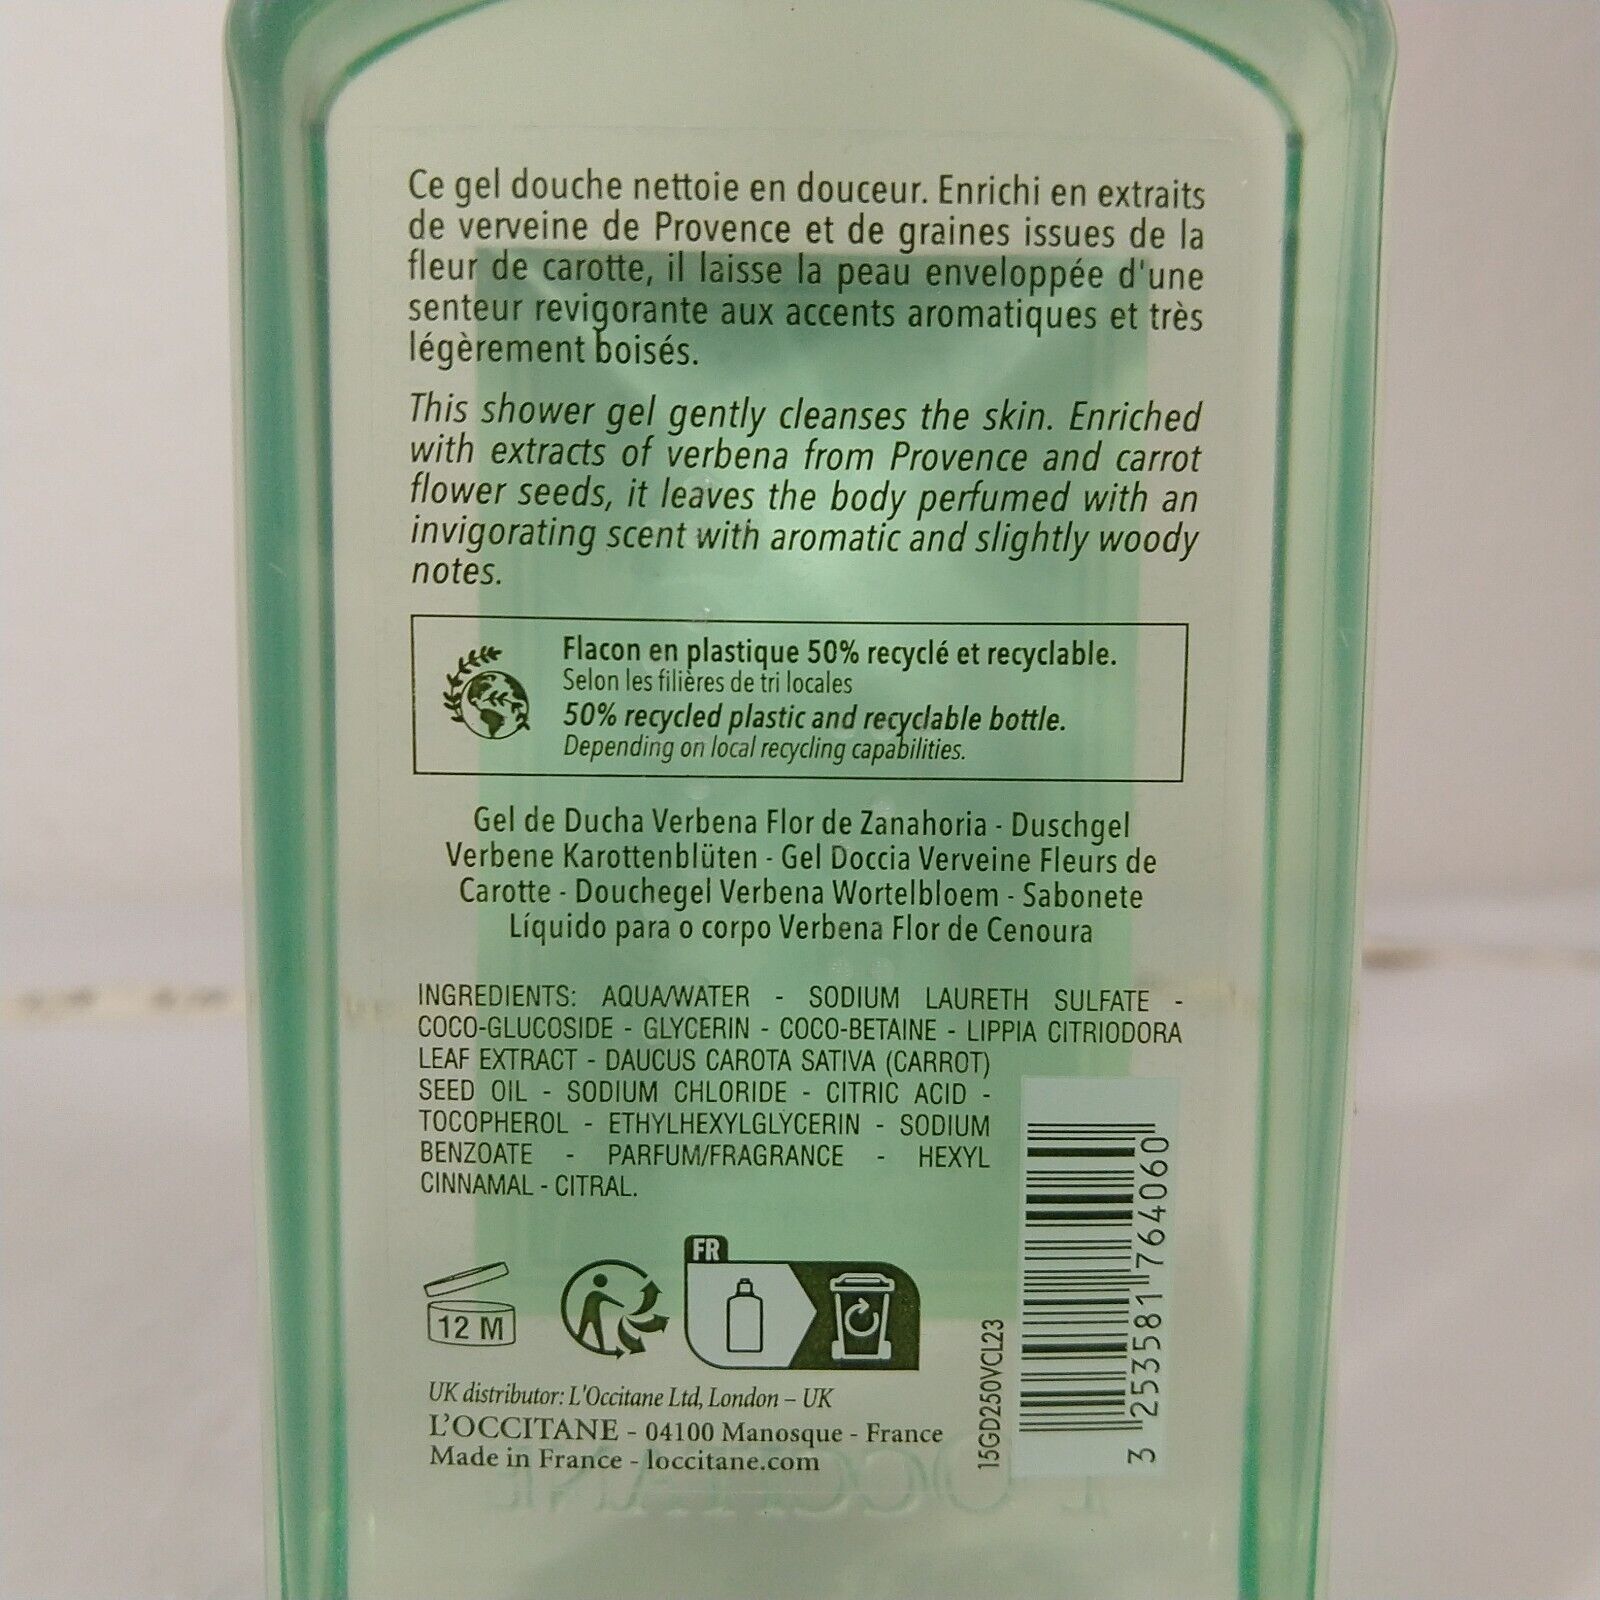 Ce gel douche nettoie en douceur. Enrichi en extraits
de verveine de Provence et de graines issues de la
fleur de carotte, il laisse la peau enveloppée d'une
senteur revigorante aux accents aromatiques et très
légèrement boisés.
This shower gel gently cleanses the skin. Enriched
with extracts of verbena from Provence and carrot
flower seeds, it leaves the body perfumed with an
invigorating scent with aromatic and slightly woody
notes.
Flacon en plastique 50% recyclé et recyclable.
Selon les filières de tri locales
50% recycled plastic and recyclable bottle.
Depending on local recycling capabilities.
Gel de Ducha Verbena Flor de Zanahoria - Duschgel
Verbene Karottenblüten - Gel Doccia Verveine Fleurs de
Carotte - Douchegel Verbena Wortelbloem - Sabonete
Líquido para o corpo Verbena Flor de Cenoura
INGREDIENTS: AQUA/WATER - SODIUM LAURETH SULFATE -
COCO-GLUCOSIDE - GLYCERIN - COCO-BETAINE - LIPPIA CITRIODORA
LEAF EXTRACT - DAUCUS CAROTA SATIVA (CARROT)
SEED OIL - SODIUM CHLORIDE - CITRIC ACID -
TOCOPHEROL - ETHYLHEXYLGLYCERIN - SODIUM
BENZOATE - PARFUM/FRAGRANCE - HEXYL
CINNAMAL - CITRAL.
FR
12 M
UK distributor: L'Occitane Ltd, London – UK
L'OCCITANE - 04100 Manosque - France
Made in France - loccitane.com
15GD250VCL23
3 253581 764060
L'OCCITANE